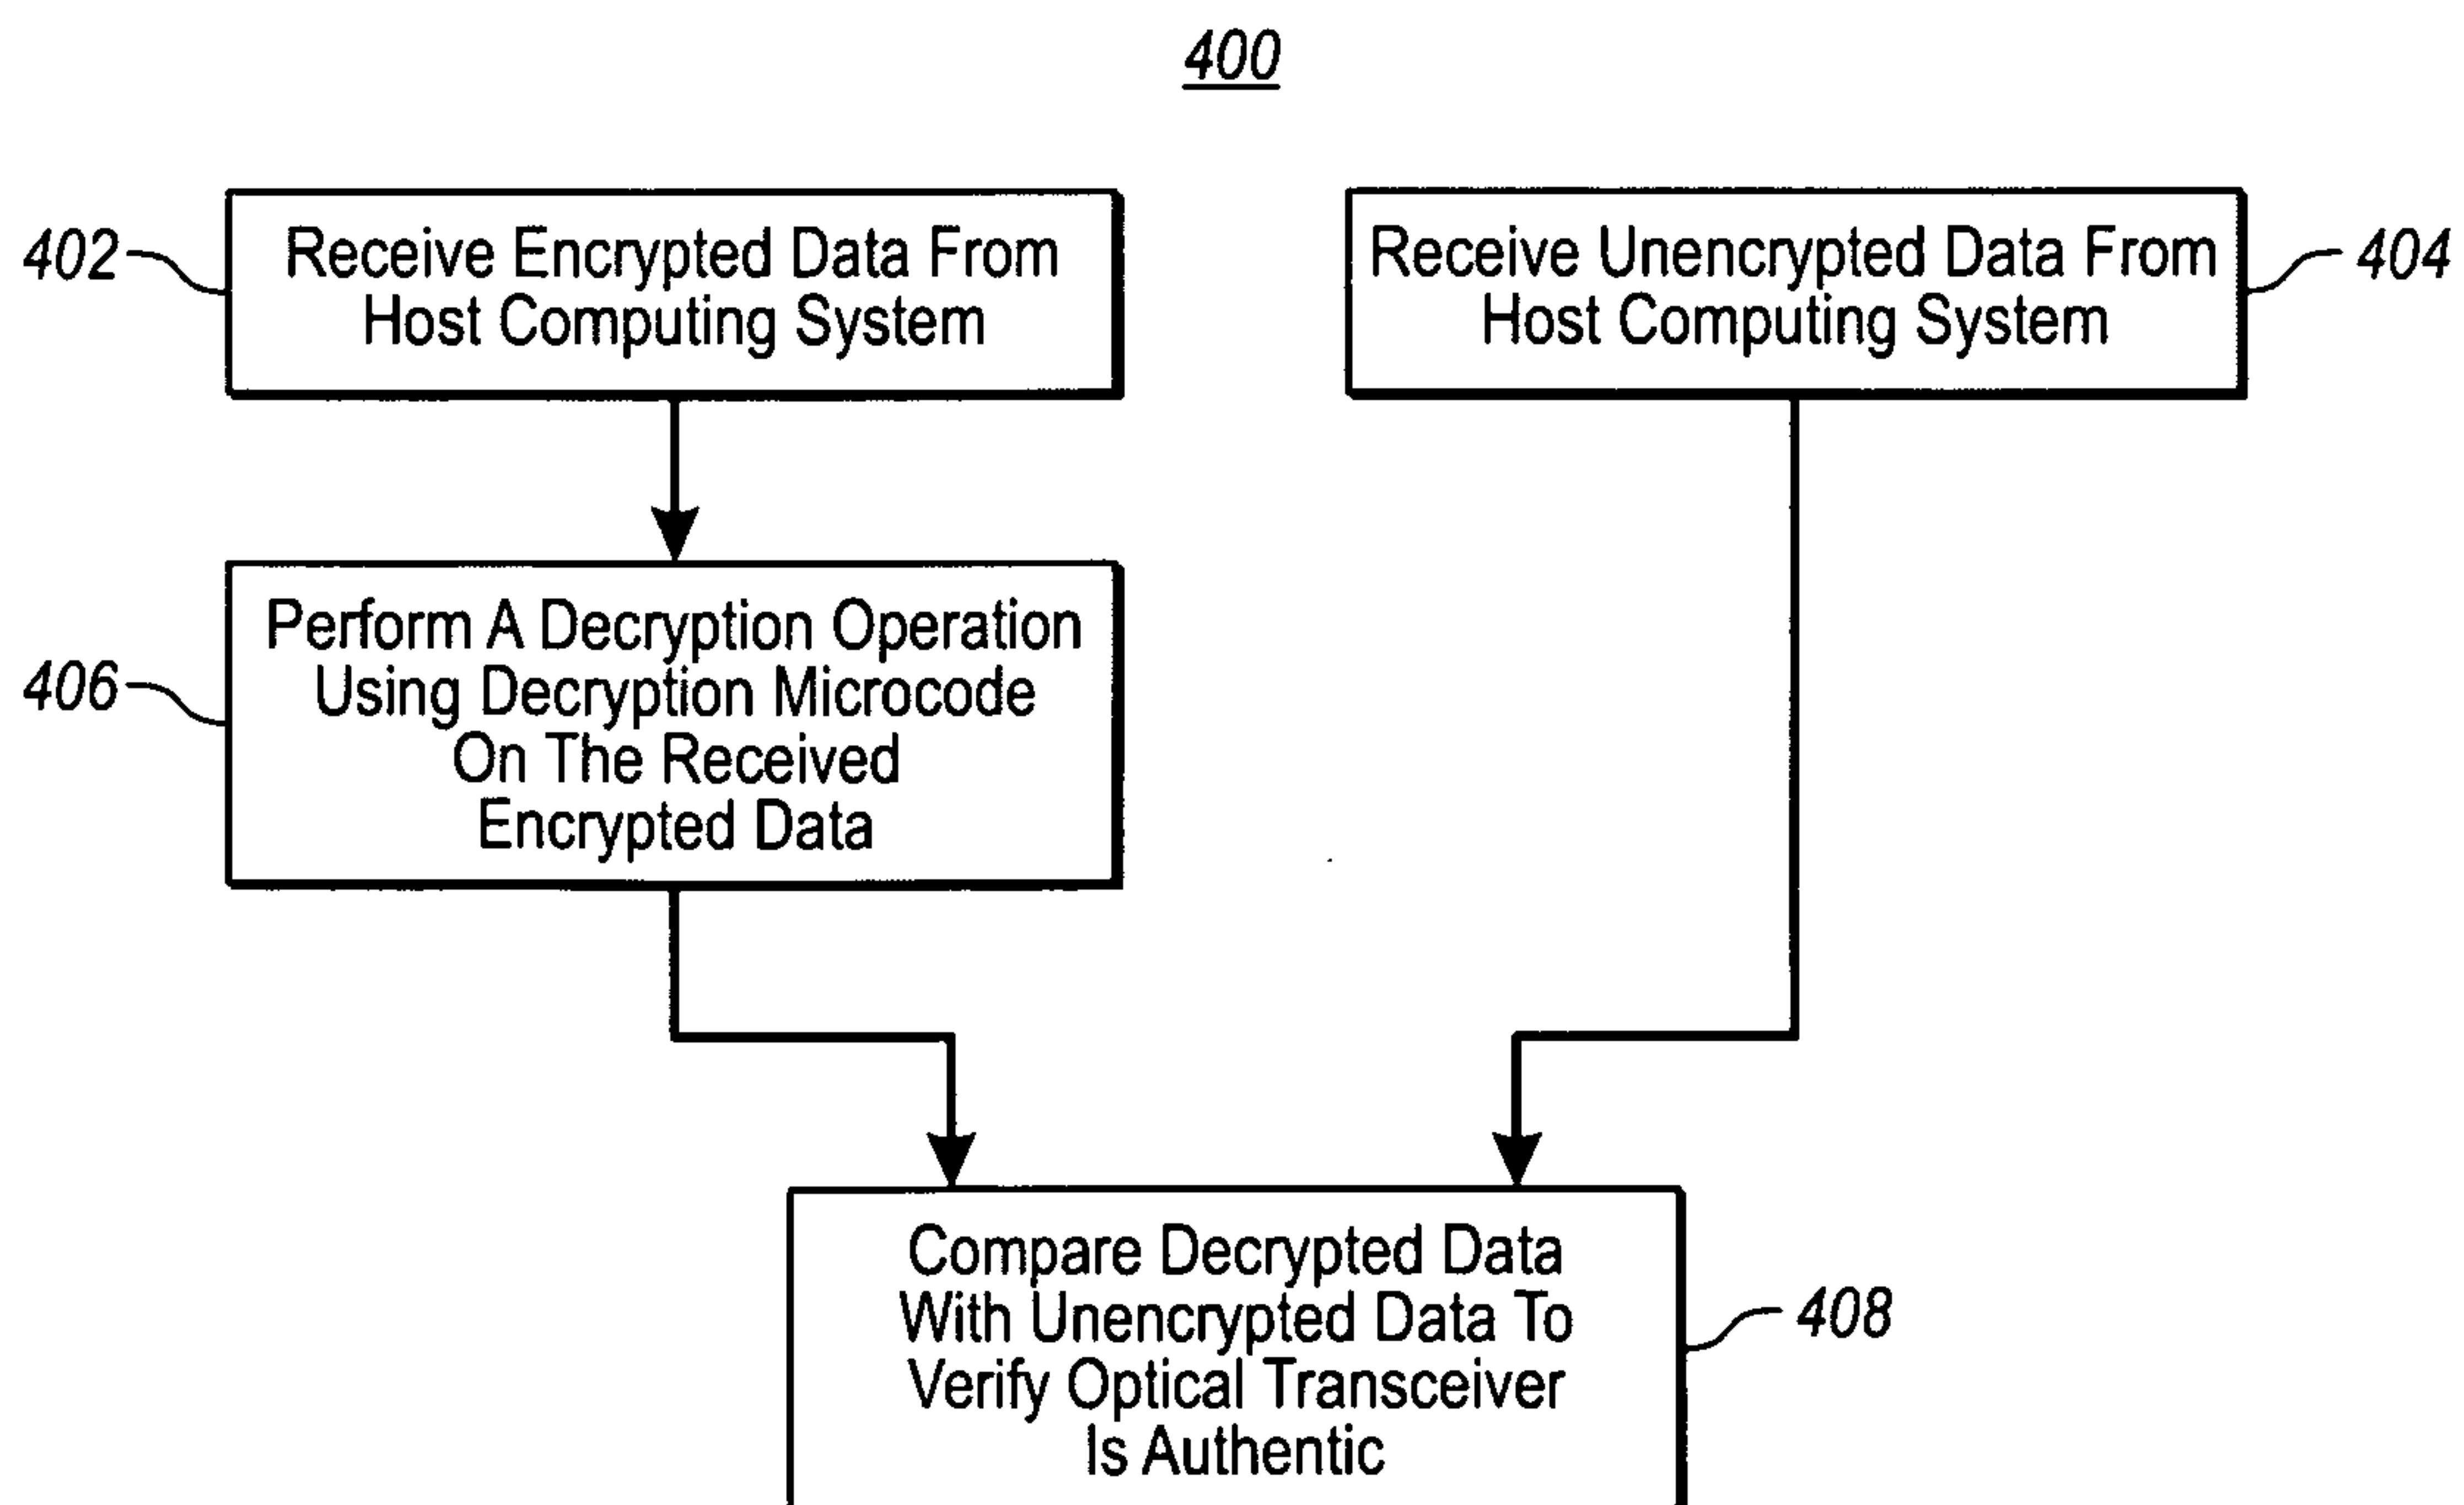 400
402
Receive Encrypted Data From
Host Computing System
Receive Unencrypted Data From
Host Computing System
404
406
Perform A Decryption Operation
Using Decryption Microcode
On The Received
Encrypted Data
Compare Decrypted Data
With Unencrypted Data To
Verify Optical Transceiver
Is Authentic
408